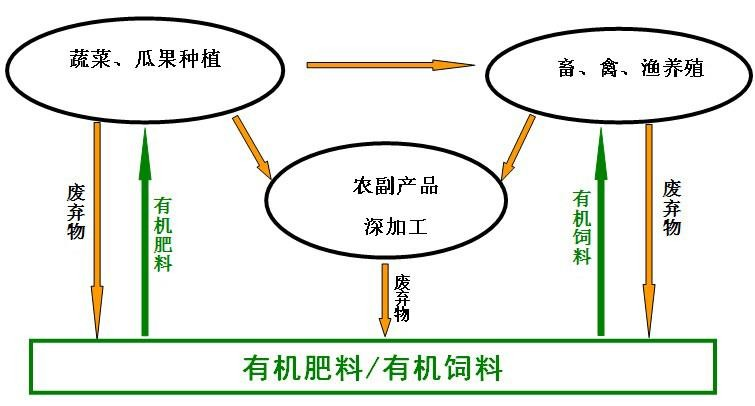 蔬菜、瓜果种植
畜、禽、渔养殖
农副产品
深加工
废弃物
有机肥料
废弃物
有机饲料
废弃物
有机肥料/有机饲料